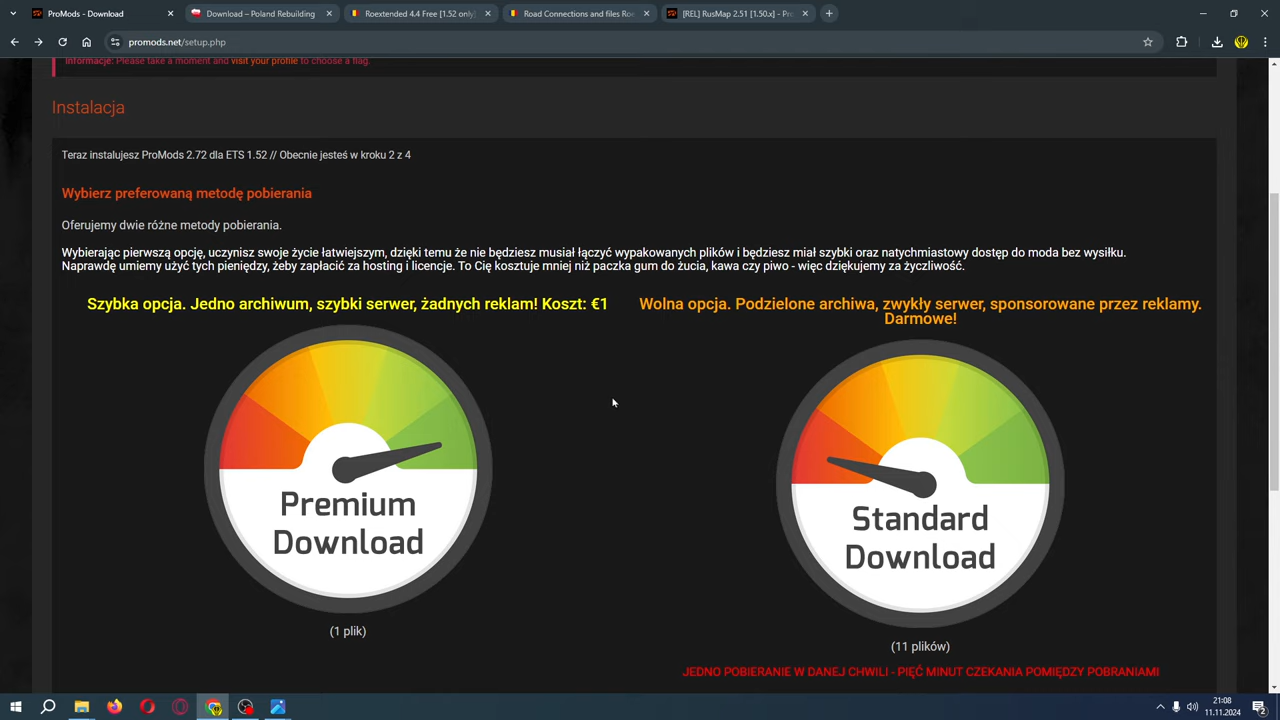 ProMods - Download
Download – Poland Rebuilding
Roextended 4.4 Free [1.52 only]
Road Connections and files Roe
[REL] RusMap 2.51 [1.50.x] - Pr
promods.net/setup.php
Informacje: Please take a moment and visit your profile to choose a flag.
Instalacja
Teraz instalujesz ProMods 2.72 dla ETS 1.52 // Obecnie jesteś w kroku 2 z 4
Wybierz preferowaną metodę pobierania
Oferujemy dwie różne metody pobierania.
Wybierając pierwszą opcję, uczynisz swoje życie łatwiejszym, dzięki temu że nie będziesz musiał łączyć wypakowanych plików i będziesz miał szybki oraz natychmiastowy dostęp do moda bez wysiłku.
Naprawdę umiemy użyć tych pieniędzy, żeby zapłacić za hosting i licencje. To Cię kosztuje mniej niż paczka gum do żucia, kawa czy piwo - więc dziękujemy za życzliwość.
Szybka opcja. Jedno archiwum, szybki serwer, żadnych reklam! Koszt: €1
Wolna opcja. Podzielone archiwa, zwykły serwer, sponsorowane przez reklamy.
Darmowe!
Premium
Download
Standard
Download
(1 plik)
(11 plików)
JEDNO POBIERANIE W DANEJ CHWILI - PIĘĆ MINUT CZEKANIA POMIĘDZY POBRANIAMI
21:08
11.11.2024
2